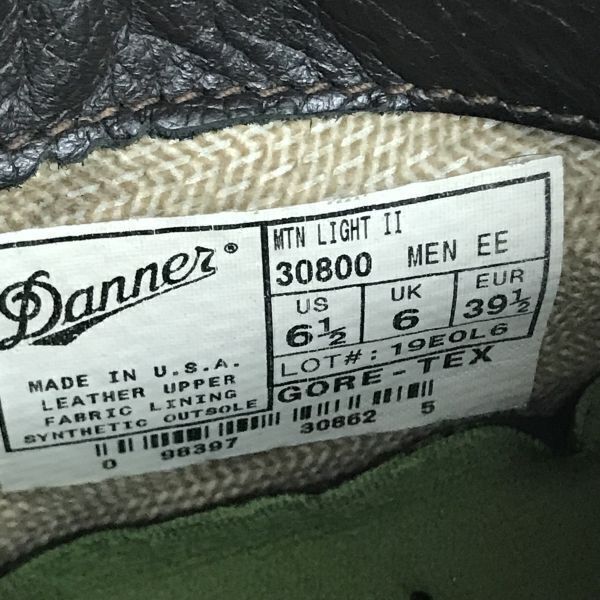 Danner®
MADE IN U.S.A.
LEATHER UPPER
FABRIC LINING
SYNTHETIC OUTSOLE
MTN LIGHT II
30800 MEN EE
US UK EUR
6½ 6 39½
LOT#: 19EOL6
GORE-TEX
0 98397 30862 5